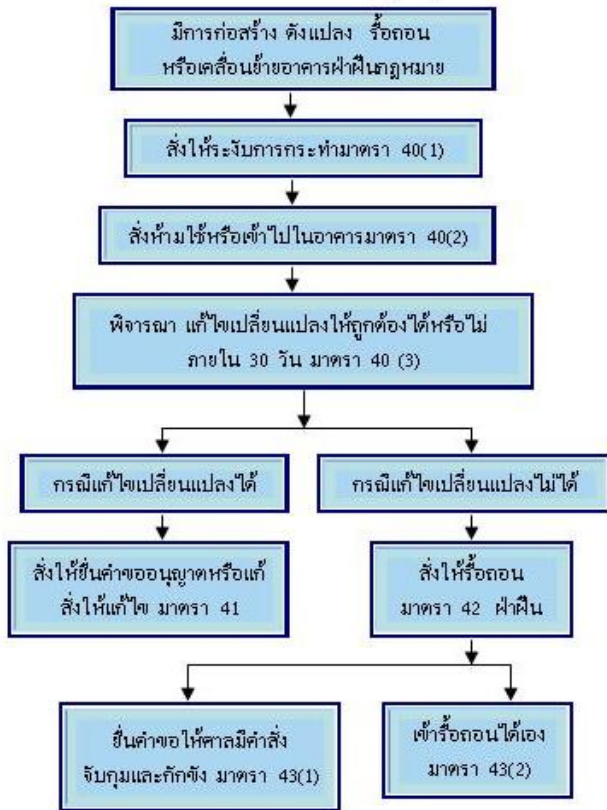 มีการก่อสร้าง ดังแปลง รื้อถอน
หรือเคลื่อนย้ายอาคารฝ่าฝืนกฎหมาย
สั่งให้ระงับการกระทำมาตรา 40(1)
สั่งห้ามใช้หรือเข้าไปในอาคารมาตรา 40(2)
พิจารณา แก้ไขเปลี่ยนแปลงให้ถูกต้องได้หรือไม่
ภายใน 30 วัน มาตรา 40 (3)
กรณีแก้ไขเปลี่ยนแปลงได้
กรณีแก้ไขเปลี่ยนแปลงไม่ได้
สั่งให้ยื่นคำขออนุญาตหรือแก้
สั่งให้แก้ไข มาตรา 41
สั่งให้รื้อถอน
มาตรา 42 ฝ่าฝืน
ยื่นคำขอให้ศาลมีคำสั่ง
จับกุมและกักขัง มาตรา 43(1)
เข้ารื้อถอนได้เอง
มาตรา 43(2)